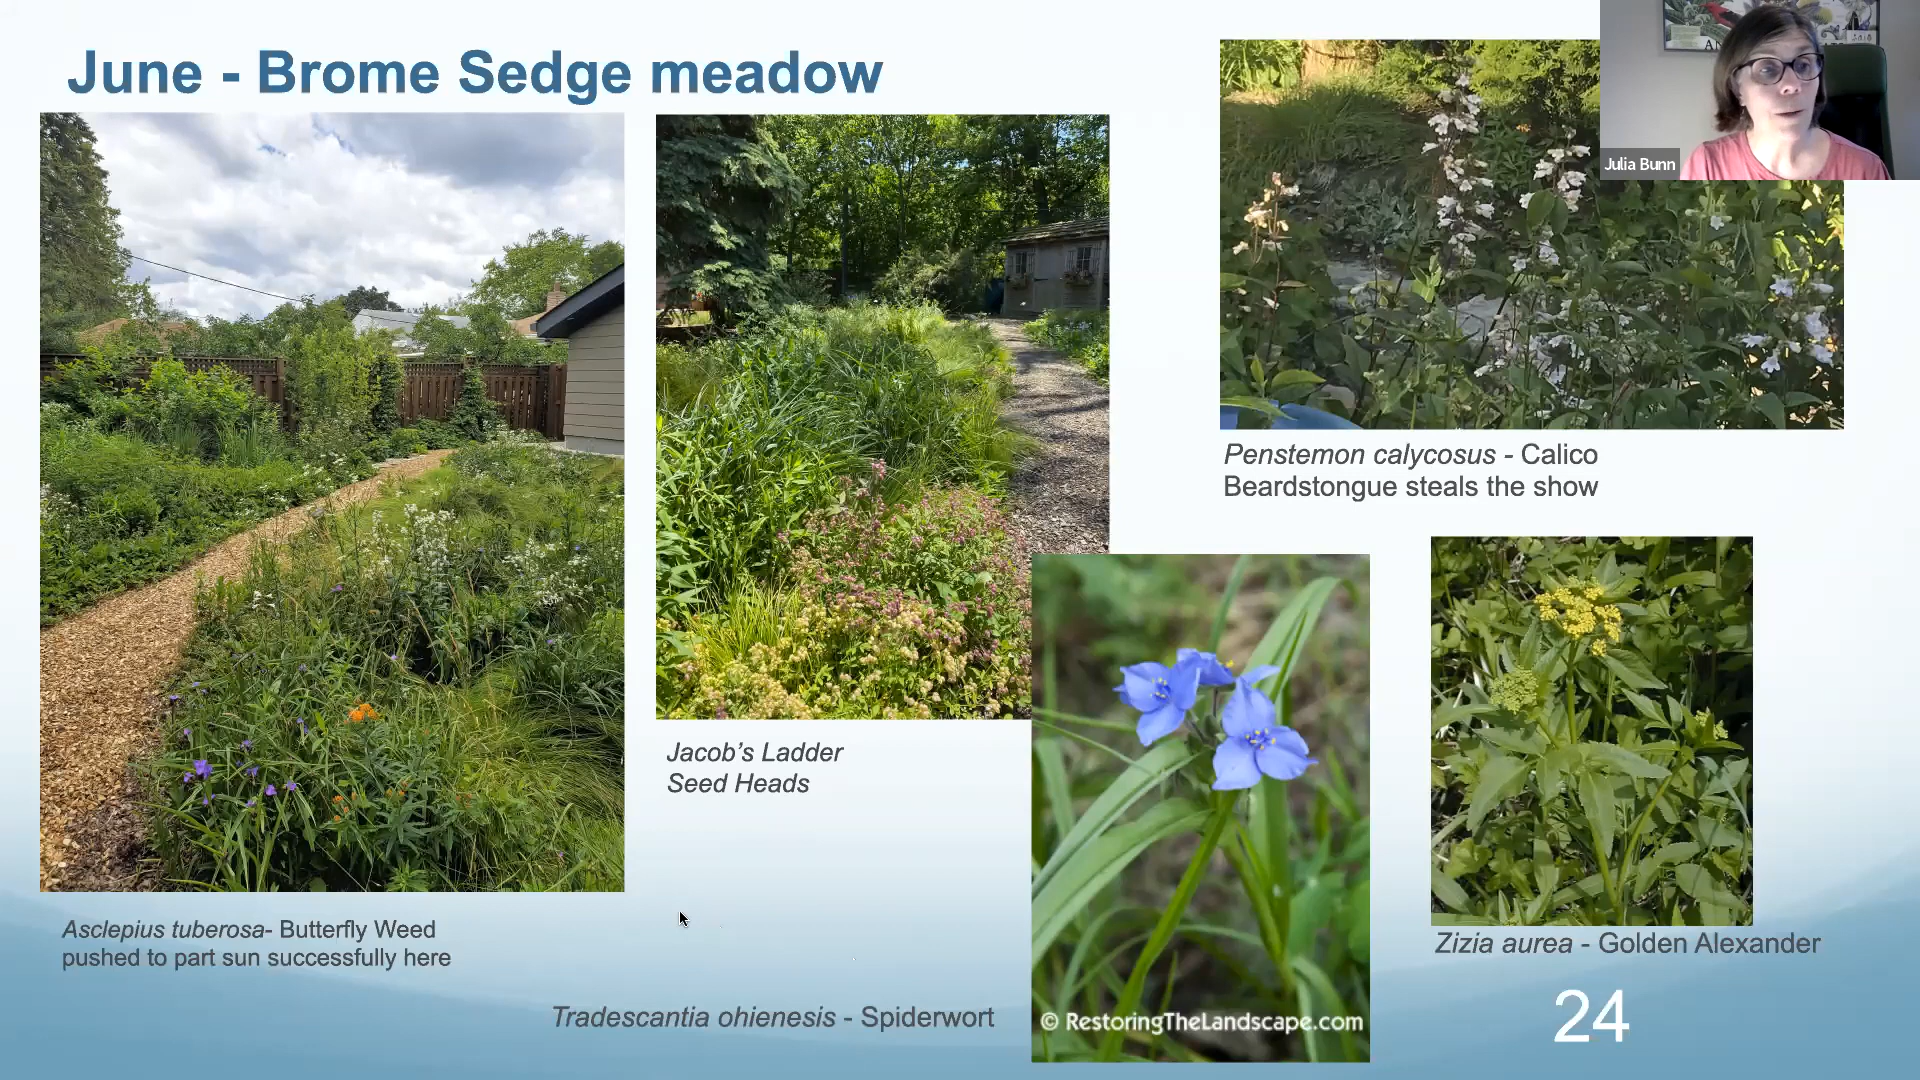 June - Brome Sedge meadow
Julia Bunn
Penstemon calycosus - Calico
Beardstongue steals the show
Jacob's Ladder
Seed Heads
Asclepius tuberosa- Butterfly Weed
pushed to part sun successfully here
Zizia aurea - Golden Alexander
Tradescantia ohienesis - Spiderwort
© RestoringTheLandscape.com
24